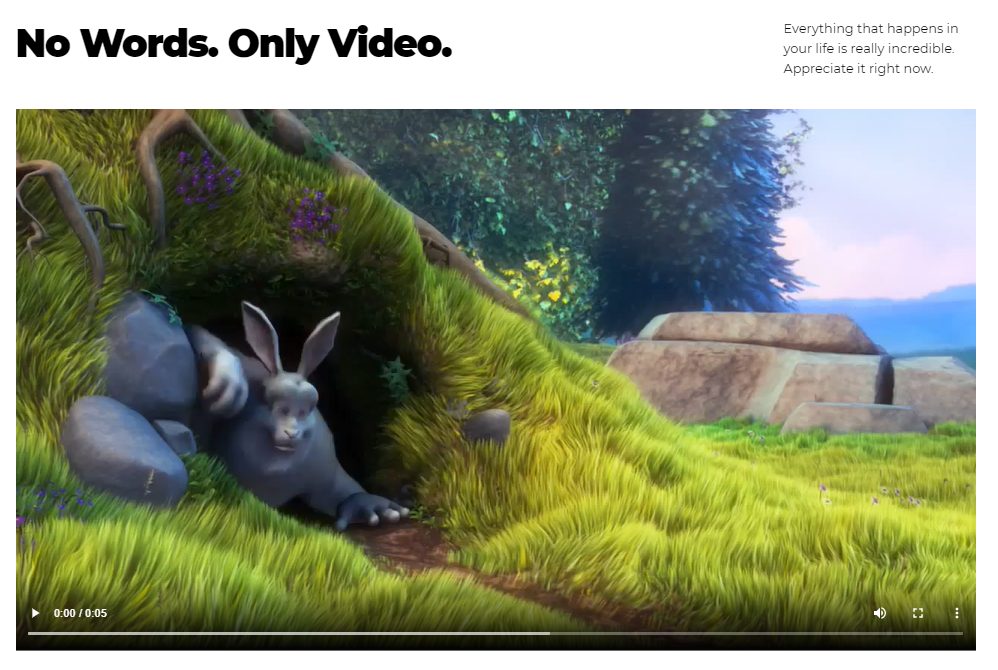 No Words. Only Video.
Everything that happens in
your life is really incredible.
Appreciate it right now.
0:00 / 0:05